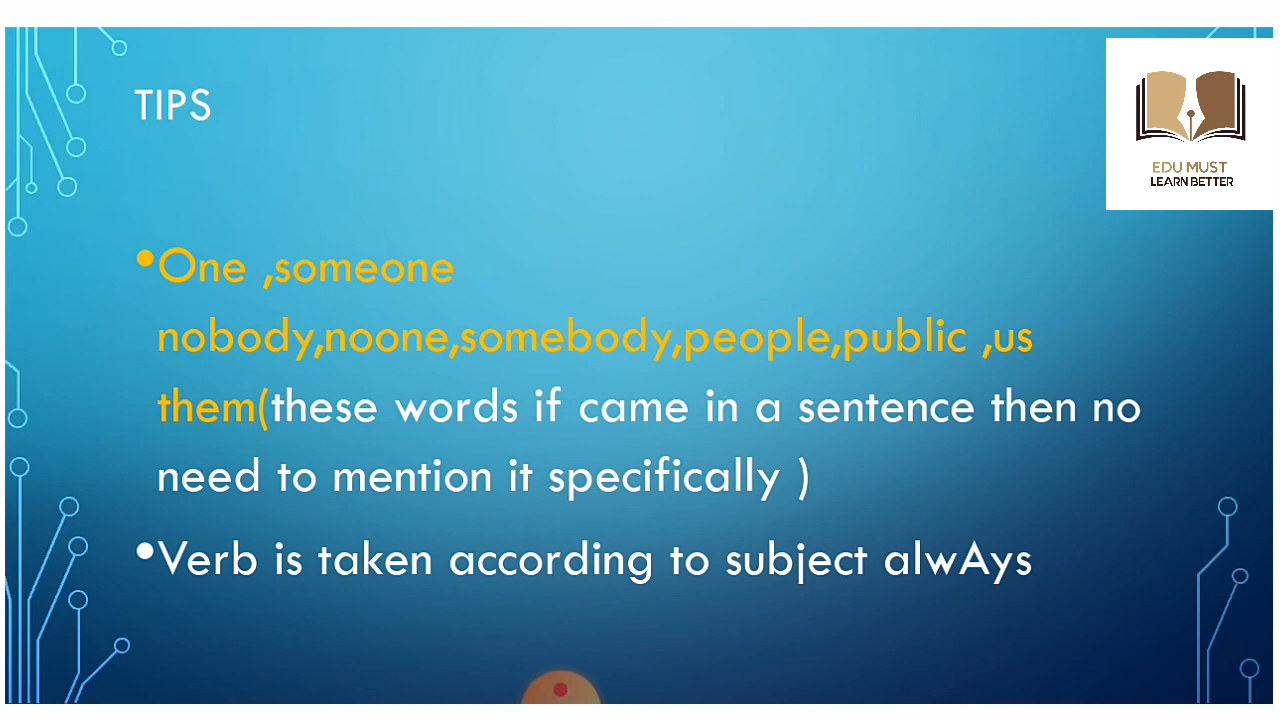 TIPS
EDU MUST
LEARN BETTER
•One ,someone
nobody,noone,somebody,people,public ,us
them(these words if came in a sentence then no
need to mention it specifically )
•Verb is taken according to subject alwAys